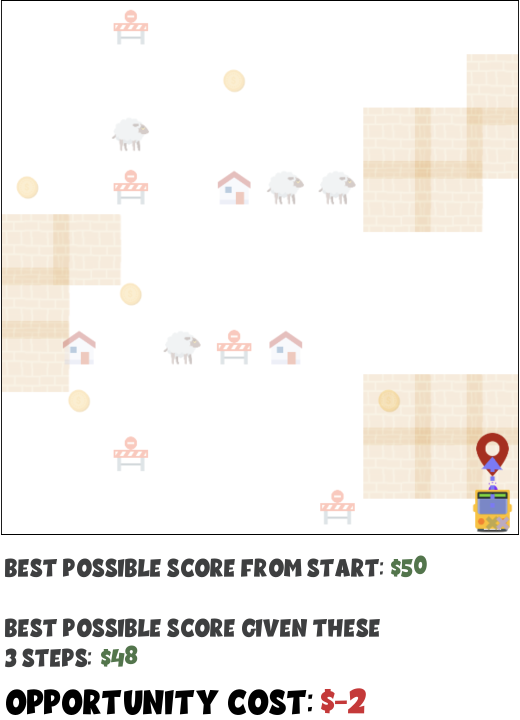 BEST POSSIBLE SCORE FROM START: $50
BEST POSSIBLE SCORE GIVEN THESE
3 STEPS: $48
OPPORTUNITY COST: $-2